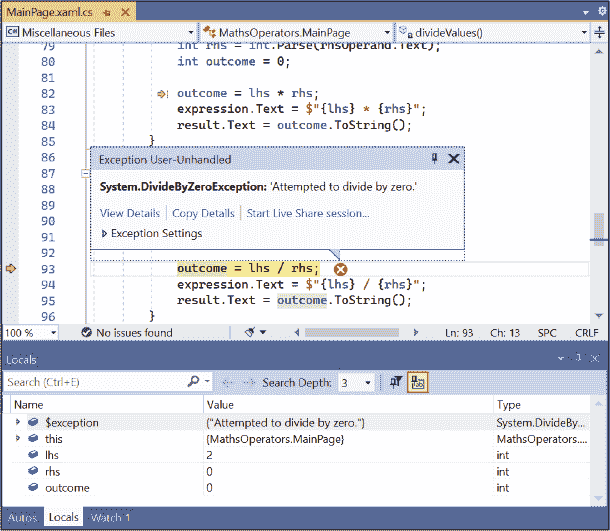 MainPage.xaml.cs
Miscellaneous Files MathsOperators.MainPage divideValues()
79 int rhs = int.Parse(rhsOperand.Text);
80 int outcome = 0;
81
82 outcome = lhs * rhs;
83 expression.Text = $"{lhs} * {rhs}";
84 result.Text = outcome.ToString();
85 }
86
87
88
89
90
91
92
Exception User-Unhandled
System.DivideByZeroException: 'Attempted to divide by zero.'
View Details | Copy Details | Start Live Share session...
Exception Settings
93 outcome = lhs / rhs;
94 expression.Text = $"{lhs} / {rhs}";
95 result.Text = outcome.ToString();
96 }
100 % No issues found Ln: 93 Ch: 13 SPC CRLF
Locals
Search (Ctrl+E) Search Depth: 3
Name Value Type
$exception {"Attempted to divide by zero."} System.DivideBy...
this {MathsOperators.MainPage} MathsOperators....
lhs 2 int
rhs 0 int
outcome 0 int
Autos Locals Watch 1